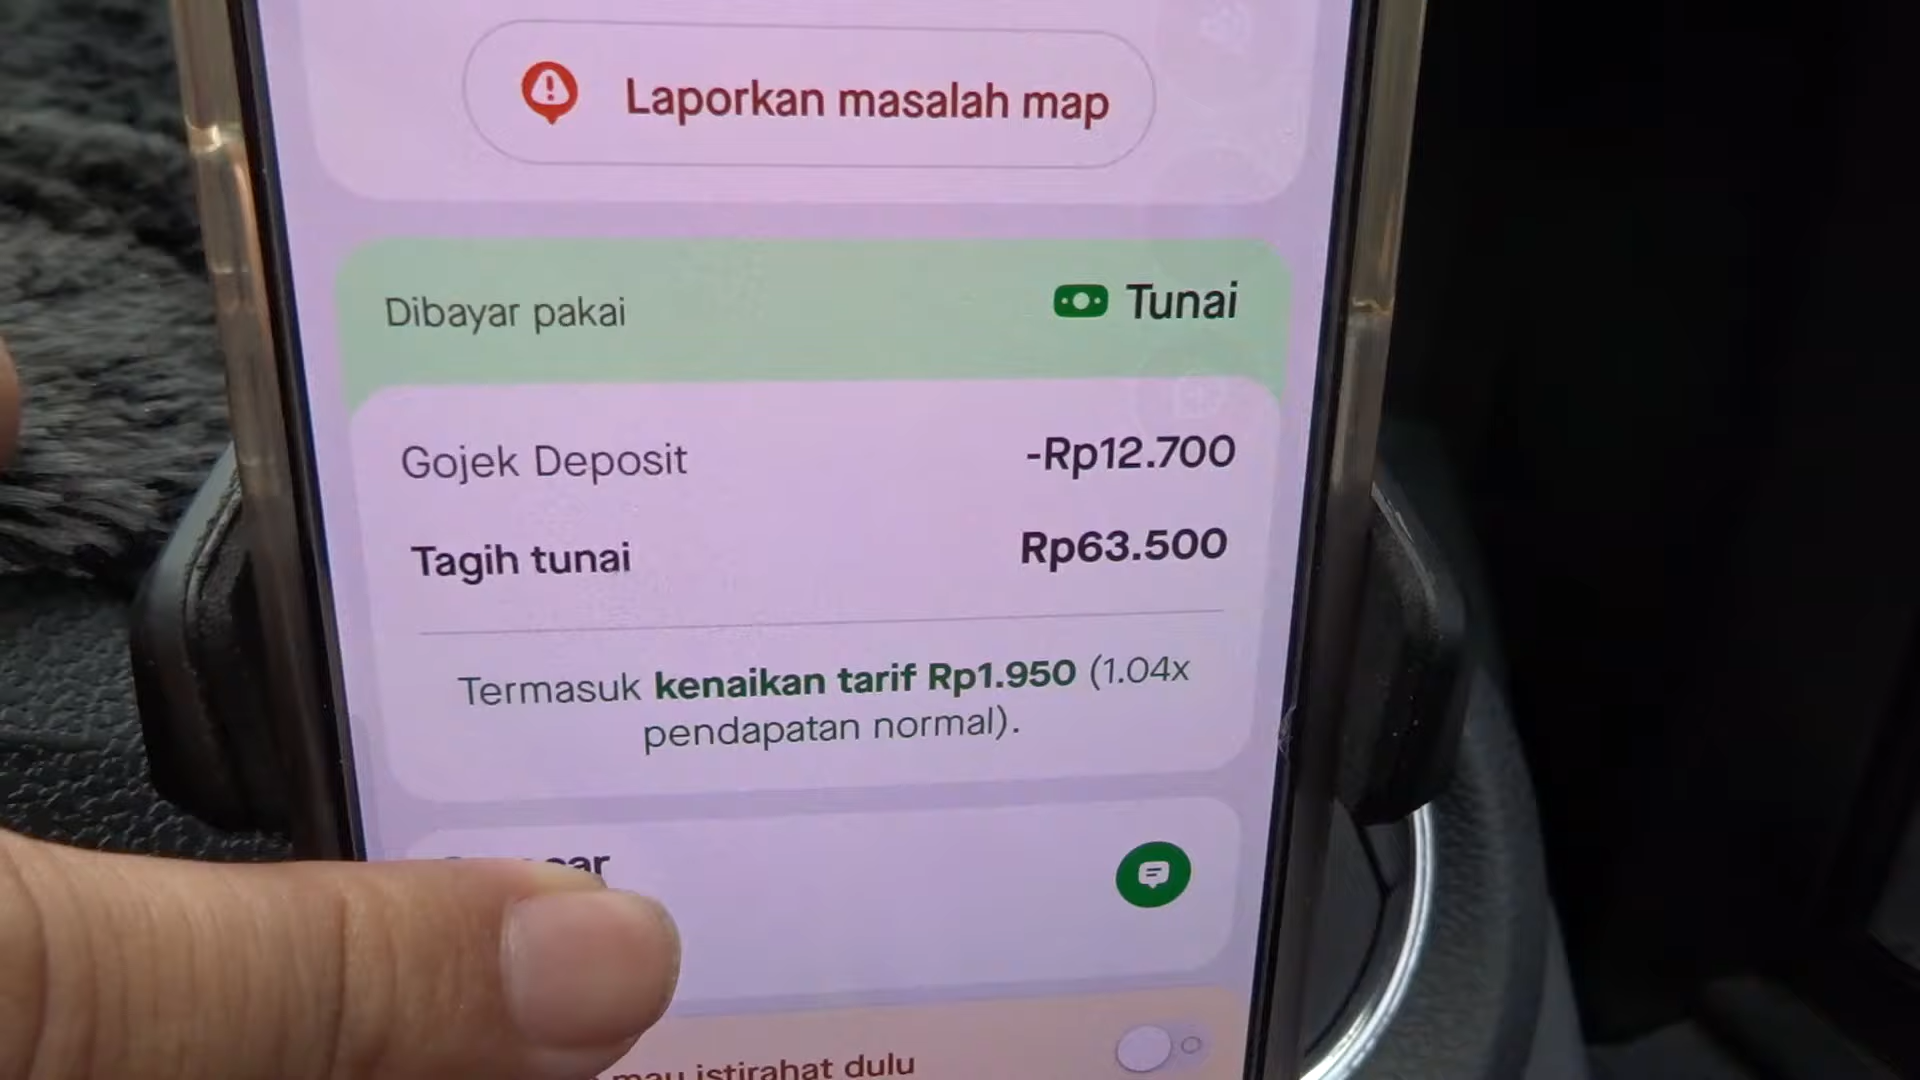 Laporkan masalah map
Dibayar pakai
Tunai
Gojek Deposit
-Rp12.700
Tagih tunai
Rp63.500
Termasuk kenaikan tarif Rp1.950 (1.04x
pendapatan normal).
mau istirahat dulu